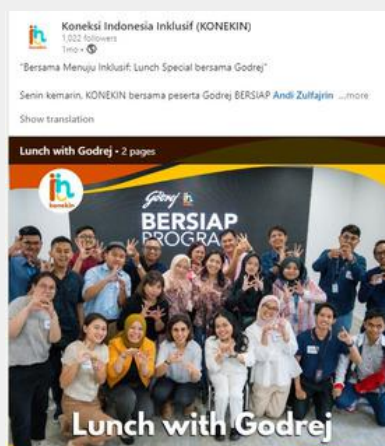 Koneksi Indonesia Inklusif (KONEKIN)
1,022 followers
1mo •
"Bersama Menuju Inklusif: Lunch Special bersama Godrej"
Senin kemarin, KONEKIN bersama peserta Godrej BERSIAP Andi Zulfajrin ...more
Show translation
Lunch with Godrej • 2 pages
konekin
Godrej
BERSIAP
PROGRA
Lunch with Godrej